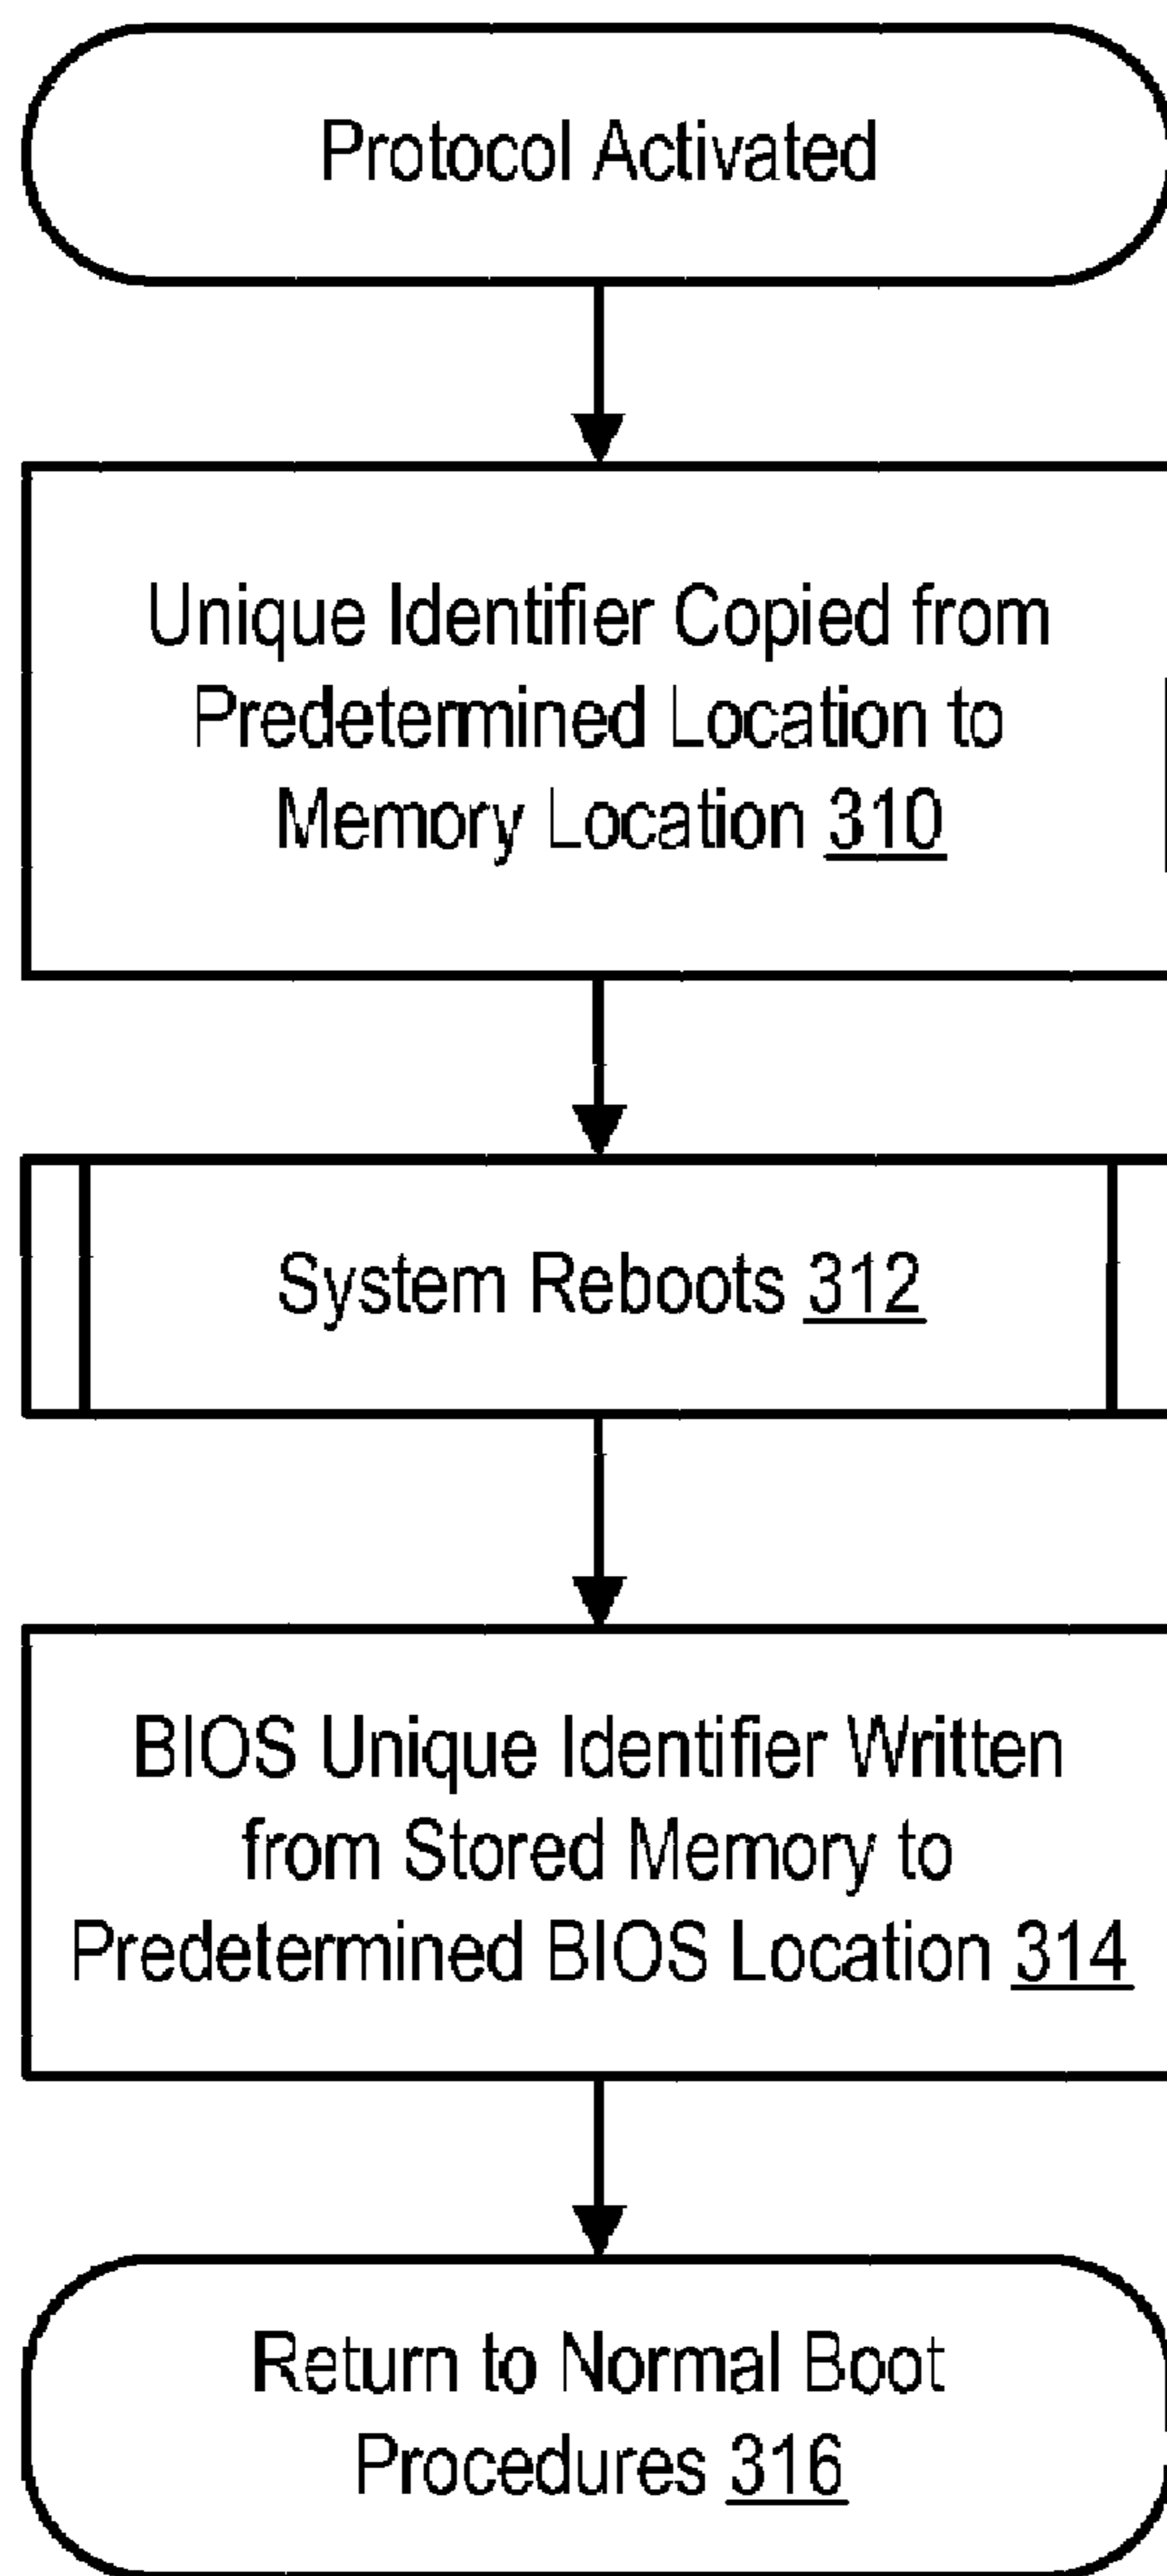 Protocol Activated
Unique Identifier Copied from
Predetermined Location to
Memory Location 310
System Reboots 312
BIOS Unique Identifier Written
from Stored Memory to
Predetermined BIOS Location 314
Return to Normal Boot
Procedures 316